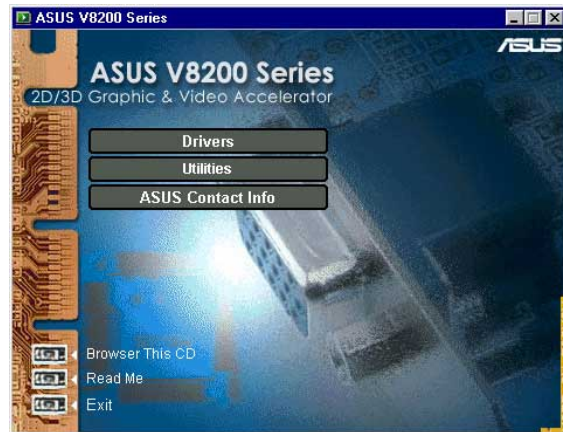 ASUS V8200 Series
ASUS
ASUS V8200 Series
2D/3D Graphic & Video Accelerator
Drivers
Utilities
ASUS Contact Info
Browser This CD
Read Me
Exit